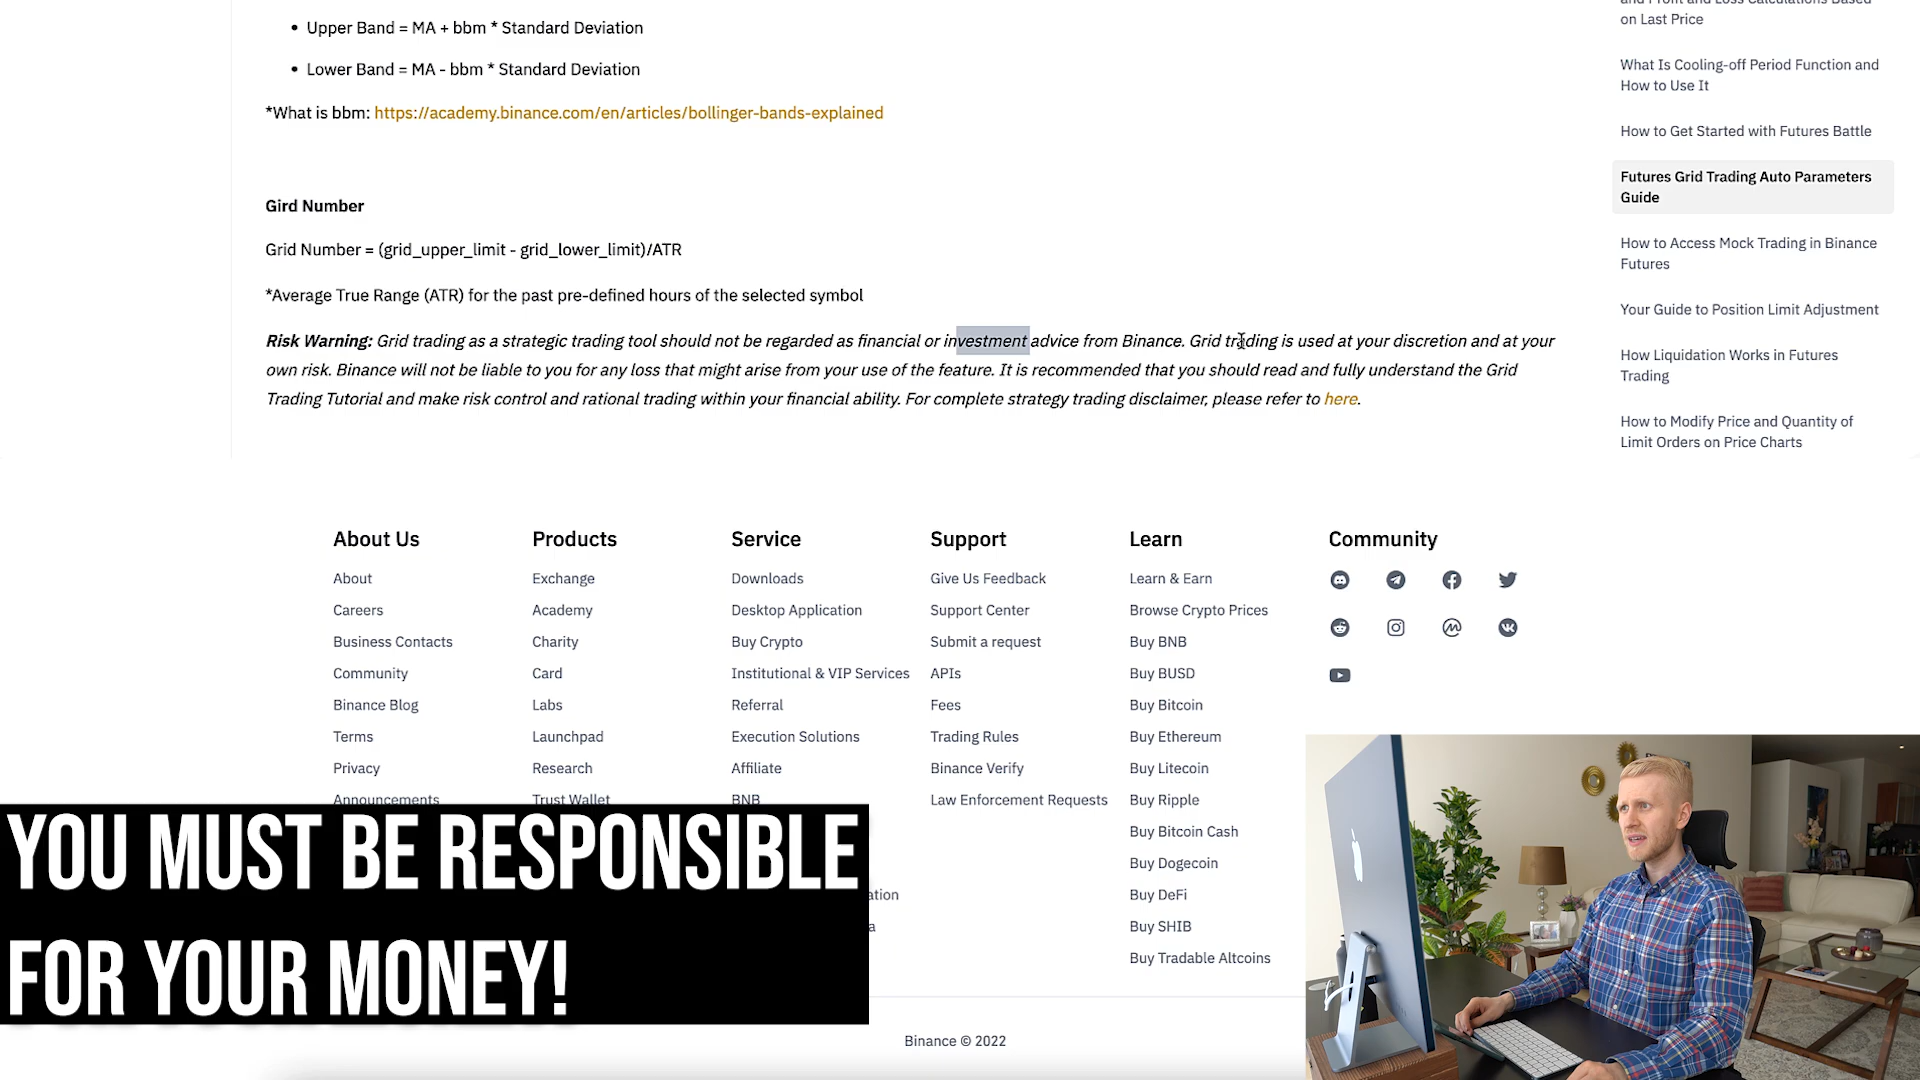 Upper Band = MA + bbm * Standard Deviation
Lower Band = MA - bbm * Standard Deviation
*What is bbm: https://academy.binance.com/en/articles/bollinger-bands-explained
Gird Number
Grid Number = (grid_upper_limit - grid_lower_limit)/ATR
*Average True Range (ATR) for the past pre-defined hours of the selected symbol
Risk Warning: Grid trading as a strategic trading tool should not be regarded as financial or investment advice from Binance. Grid trading is used at your discretion and at your
own risk. Binance will not be liable to you for any loss that might arise from your use of the feature. It is recommended that you should read and fully understand the Grid
Trading Tutorial and make risk control and rational trading within your financial ability. For complete strategy trading disclaimer, please refer to here.
and Profit and Loss Calculations Based
on Last Price
What Is Cooling-off Period Function and
How to Use It
How to Get Started with Futures Battle
Futures Grid Trading Auto Parameters
Guide
How to Access Mock Trading in Binance
Futures
Your Guide to Position Limit Adjustment
How Liquidation Works in Futures
Trading
How to Modify Price and Quantity of
Limit Orders on Price Charts
About Us
About
Careers
Business Contacts
Community
Binance Blog
Terms
Privacy
Announcements
Products
Exchange
Academy
Charity
Card
Labs
Launchpad
Research
Trust Wallet
Service
Downloads
Desktop Application
Buy Crypto
Institutional & VIP Services
Referral
Execution Solutions
Affiliate
BNB
ation
a
Support
Give Us Feedback
Support Center
Submit a request
APIs
Fees
Trading Rules
Binance Verify
Law Enforcement Requests
Learn
Learn & Earn
Browse Crypto Prices
Buy BNB
Buy BUSD
Buy Bitcoin
Buy Ethereum
Buy Litecoin
Buy Ripple
Buy Bitcoin Cash
Buy Dogecoin
Buy DeFi
Buy SHIB
Buy Tradable Altcoins
Community
YOU MUST BE RESPONSIBLE
FOR YOUR MONEY!
Binance © 2022